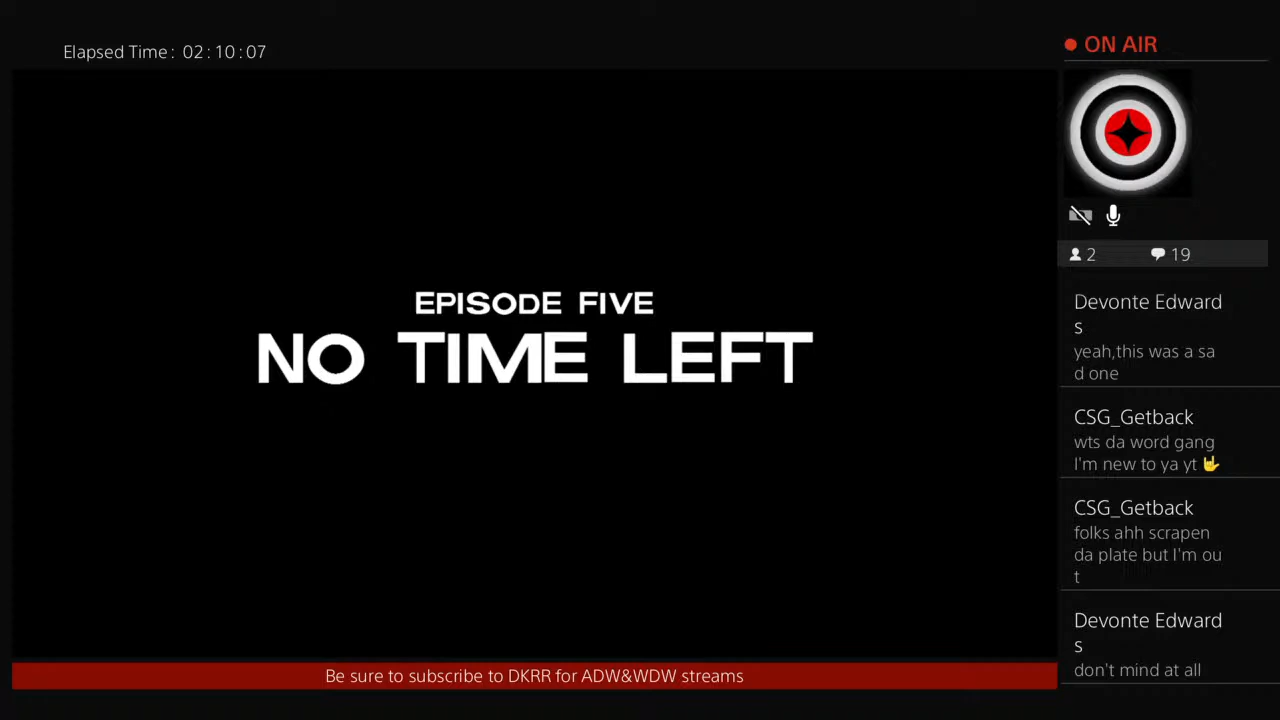 Elapsed Time: 02:10:07
ON AIR
EPISODE FIVE
NO TIME LEFT
2 19
Devonte Edward
s
yeah,this was a sa
d one
CSG_Getback
wts da word gang
I'm new to ya yt 🤟
CSG_Getback
folks ahh scrapen
da plate but I'm ou
t
Devonte Edward
s
don't mind at all
Be sure to subscribe to DKRR for ADW&WDW streams